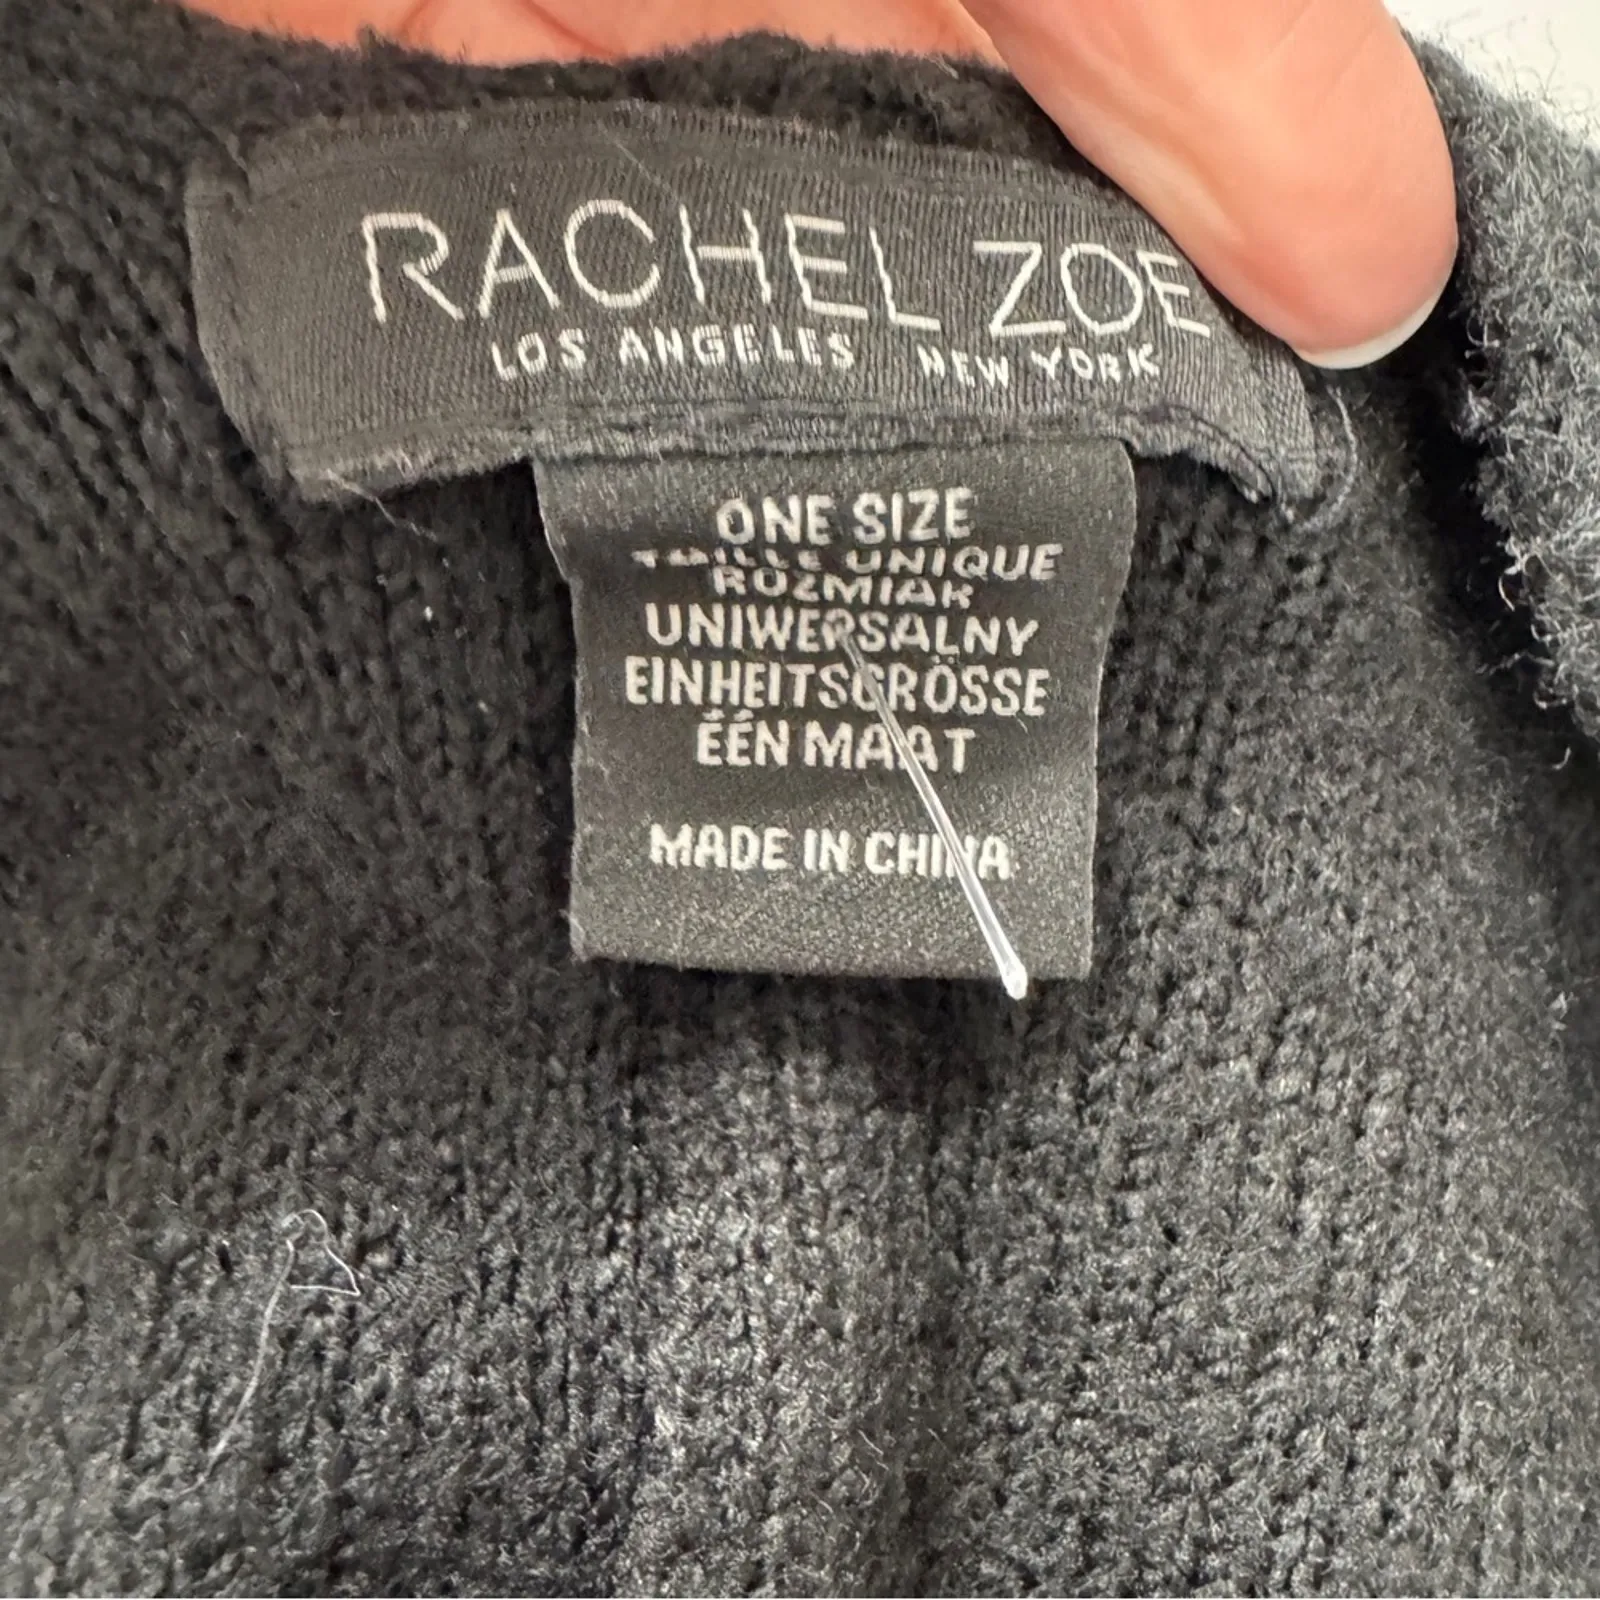 RACHEL ZOE
LOS ANGELES NEW YORK
ONE SIZE
TAILLE UNIQUE
ROZMIAR
UNIWERSALNY
EINHEITSGRÖSSE
ÉÉN MAAT
MADE IN CHINA